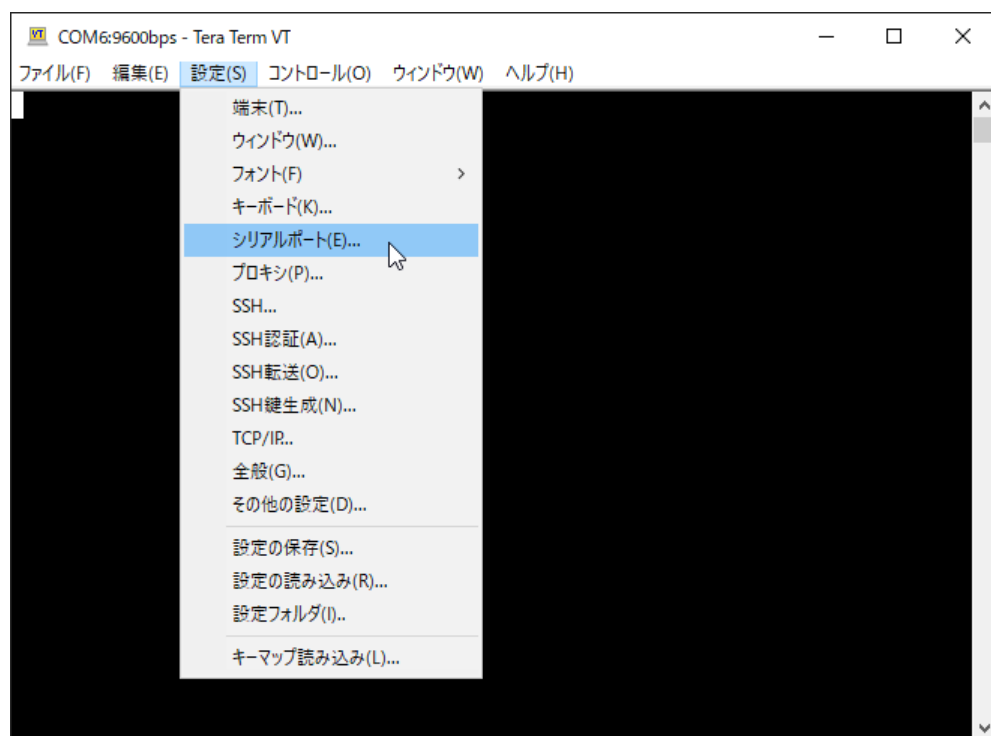 COM6:9600bps - Tera Term VT
ファイル(F) 編集(E) 設定(S) コントロール(O) ウィンドウ(W) ヘルプ(H)
端末(T)...
ウィンドウ(W)...
フォント(F)
キーボード(K)...
シリアルポート(E)...
プロキシ(P)...
SSH...
SSH認証(A)...
SSH転送(O)...
SSH鍵生成(N)...
TCP/IP...
全般(G)...
その他の設定(D)...
設定の保存(S)...
設定の読み込み(R)...
設定フォルダ(I)..
キーマップ読み込み(L)...